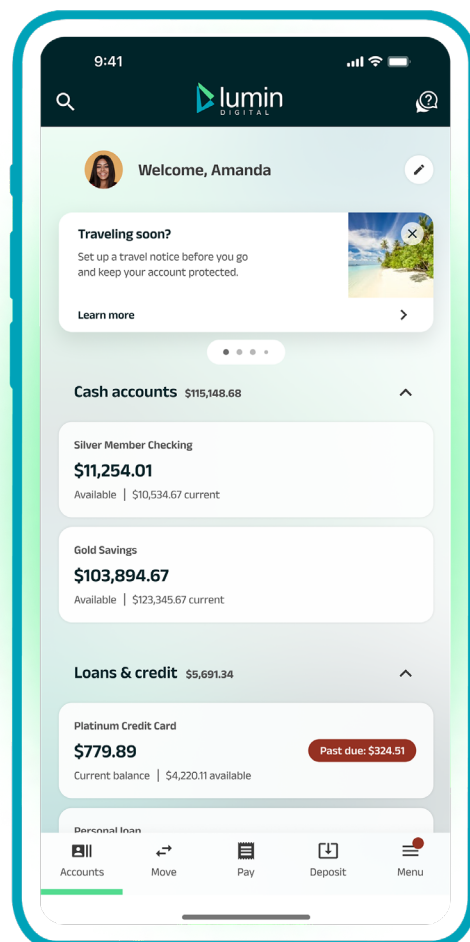 9:41
lumin
DIGITAL
Welcome, Amanda
Traveling soon?
Set up a travel notice before you go
and keep your account protected.
Learn more
Cash accounts $115,148.68
Silver Member Checking
$11,254.01
Available | $10,534.67 current
Gold Savings
$103,894.67
Available | $123,345.67 current
Loans & credit $5,691.34
Platinum Credit Card
$779.89
Past due: $324.51
Current balance | $4,220.11 available
Personal loan
Accounts Move Pay Deposit Menu